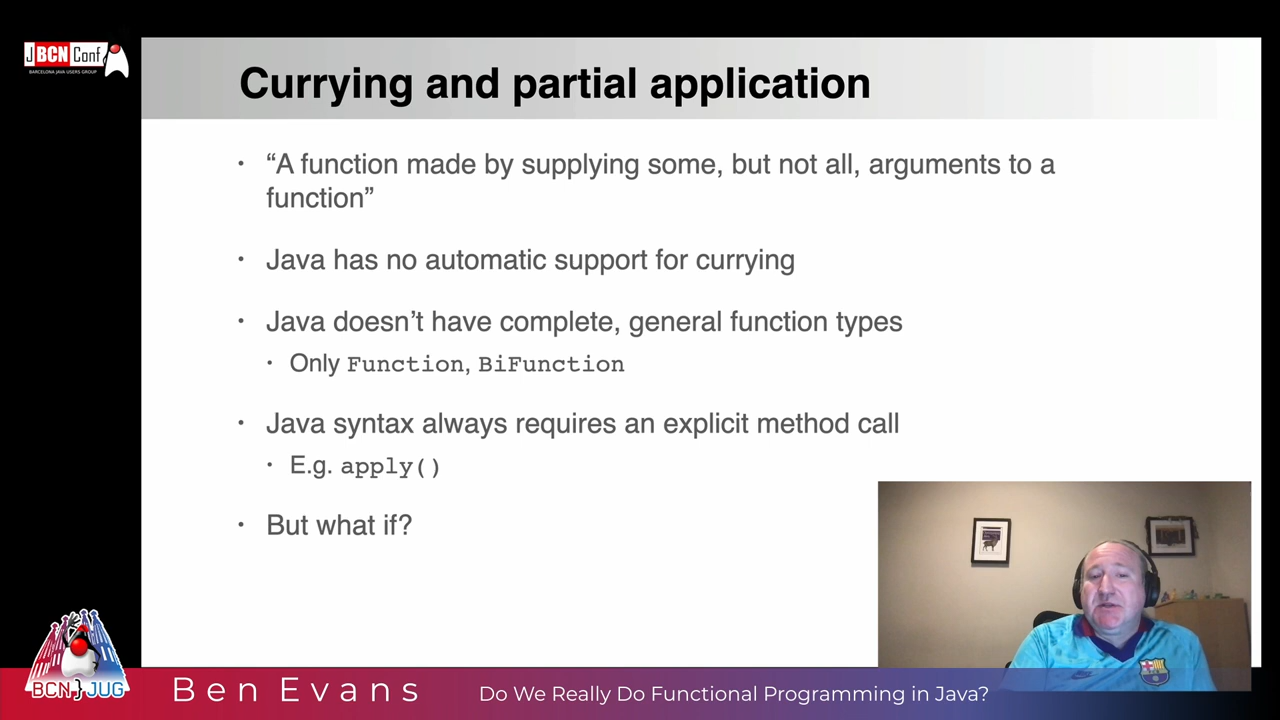 JBCNConf
BARCELONA JAVA USERS GROUP
Currying and partial application
• “A function made by supplying some, but not all, arguments to a
function”
• Java has no automatic support for currying
• Java doesn’t have complete, general function types
• Only Function, BiFunction
• Java syntax always requires an explicit method call
• E.g. apply()
• But what if?
BCN JUG
Ben Evans
Do We Really Do Functional Programming in Java?